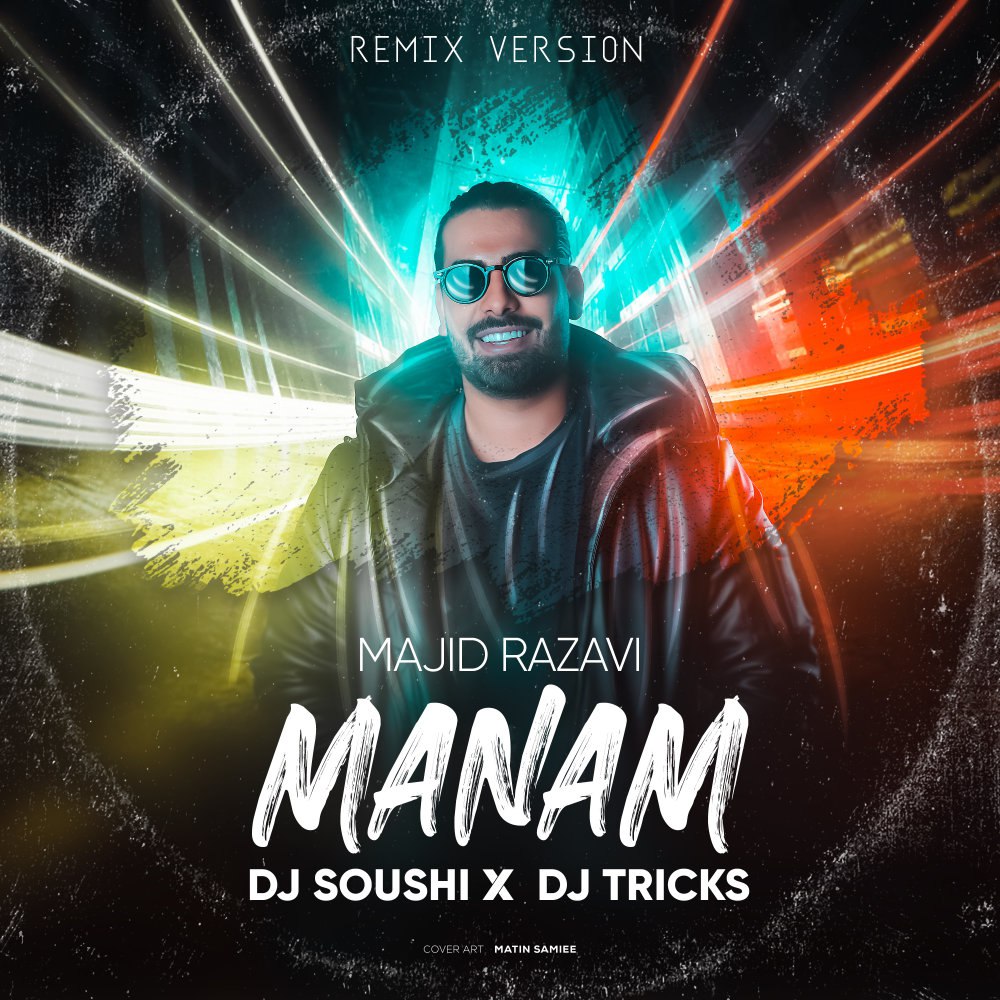 REMIX VERSION
MAJID RAZAVI
MANAM
DJ SOUSHI X DJ TRICKS
COVER ART MATIN SAMIEE